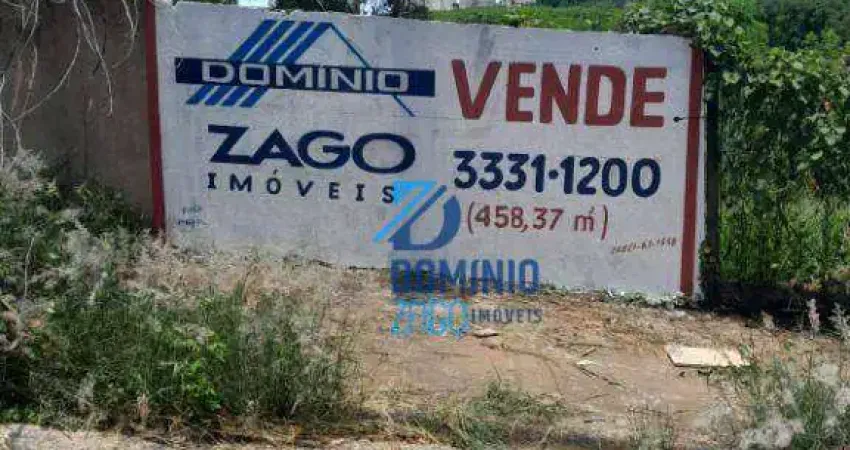 DOMINIO
ZAGO
IMÓVEIS
VENDE
3331-1200
(458,37 m²)
DOMINIO
ZAGO IMÓVEIS